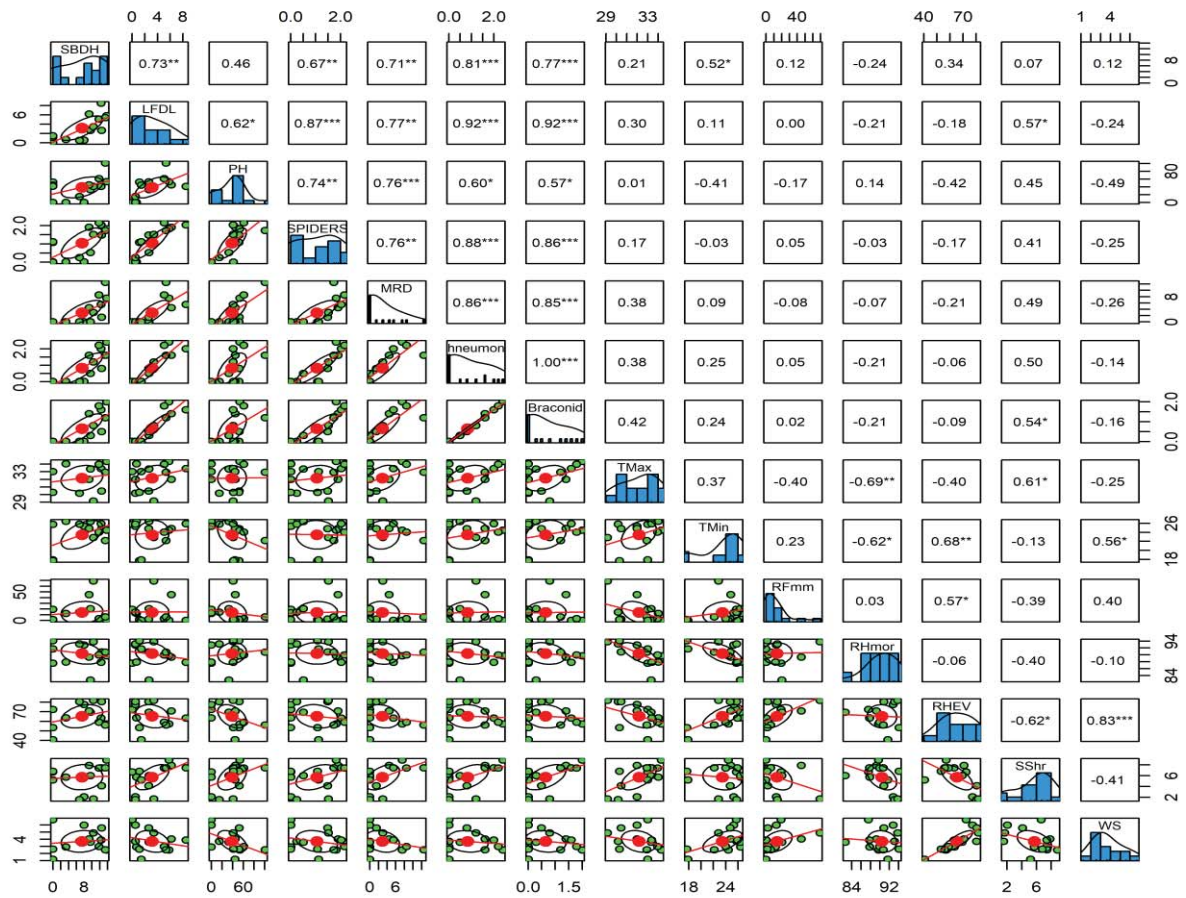 0 4 8 0.0 2.0 0.0 2.0 29 33 0 40 40 70 1 4
SBDH 0.73** 0.46 0.67** 0.71** 0.81*** 0.77*** 0.21 0.52* 0.12 -0.24 0.34 0.07 0.12 0 8
0 6 LFDL 0.62* 0.87*** 0.77** 0.92*** 0.92*** 0.30 0.11 0.00 -0.21 -0.18 0.57* -0.24
PH 0.74** 0.76*** 0.60* 0.57* 0.01 -0.41 -0.17 0.14 -0.42 0.45 -0.49 0 80
0.0 2.0 SPIDERS 0.76** 0.88*** 0.86*** 0.17 -0.03 0.05 -0.03 -0.17 0.41 -0.25
MRD 0.86*** 0.85*** 0.38 0.09 -0.08 -0.07 -0.21 0.49 -0.26 0 8
0.0 2.0 hneumon 1.00*** 0.38 0.25 0.05 -0.21 -0.06 0.50 -0.14
Braconid 0.42 0.24 0.02 -0.21 -0.09 0.54* -0.16 0.0 2.0
29 33 TMax 0.37 -0.40 -0.69** -0.40 0.61* -0.25
TMin 0.23 -0.62* 0.68** -0.13 0.56* 18 26
0 50 RFmm 0.03 0.57* -0.39 0.40
RHmor -0.06 -0.40 -0.10 84 94
40 70 RHEV -0.62* 0.83***
SShr -0.41 2 6
1 4 WS
0 8 0 60 0 6 0.0 1.5 18 24 84 92 2 6